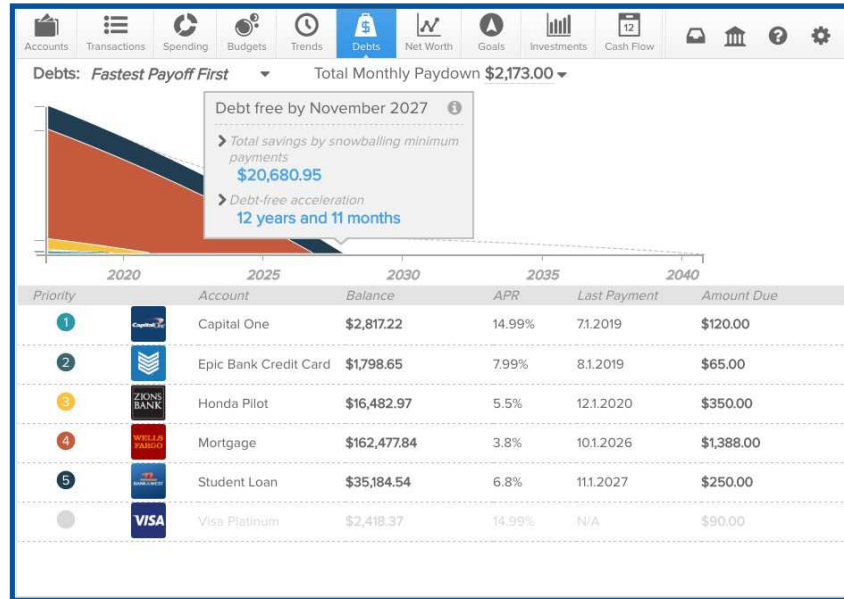 Accounts Transactions Spending Budgets Trends Debts Net Worth Goals Investments 12 Cash Flow
Debts: Fastest Payoff First Total Monthly Paydown $2,173.00
Debt free by November 2027
Total savings by snowballing minimum
payments
$20,680.95
Debt-free acceleration
12 years and 11 months
2020 2025 2030 2035 2040
Priority Account Balance APR Last Payment Amount Due
1 Capital One Capital One $2,817.22 14.99% 7.1.2019 $120.00
2 Epic Bank Credit Card $1,798.65 7.99% 8.1.2019 $65.00
3 ZIONS BANK Honda Pilot $16,482.97 5.5% 12.1.2020 $350.00
4 WELLS FARGO Mortgage $162,477.84 3.8% 10.1.2026 $1,388.00
5 Student Loan $35,184.54 6.8% 11.1.2027 $250.00
VISA Visa Platinum $2,418.37 14.99% N/A $90.00